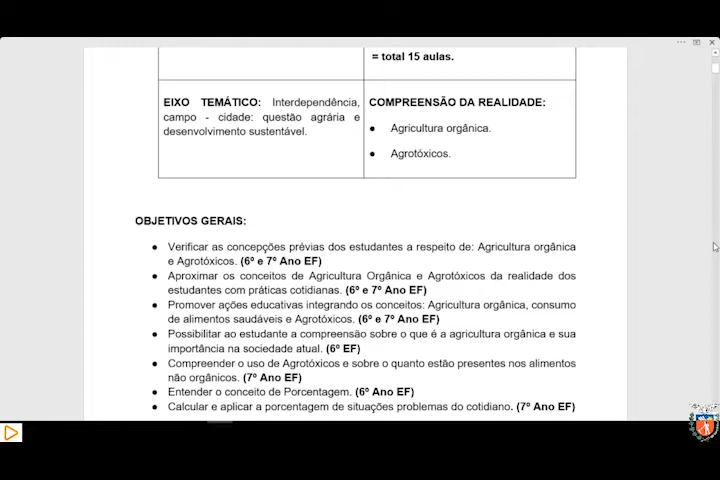 = total 15 aulas.
EIXO TEMÁTICO: Interdependência,
campo - cidade: questão agrária e
desenvolvimento sustentável.
COMPREENSÃO DA REALIDADE:
● Agricultura orgânica.
● Agrotóxicos.
OBJETIVOS GERAIS:
● Verificar as concepções prévias dos estudantes a respeito de: Agricultura orgânica
e Agrotóxicos. (6º e 7º Ano EF)
● Aproximar os conceitos de Agricultura Orgânica e Agrotóxicos da realidade dos
estudantes com práticas cotidianas. (6º e 7º Ano EF)
● Promover ações educativas integrando os conceitos: Agricultura orgânica, consumo
de alimentos saudáveis e Agrotóxicos. (6º e 7º Ano EF)
● Possibilitar ao estudante a compreensão sobre o que é a agricultura orgânica e sua
importância na sociedade atual. (6º EF)
● Compreender o uso de Agrotóxicos e sobre o quanto estão presentes nos alimentos
não orgânicos. (7º Ano EF)
● Entender o conceito de Porcentagem. (6º Ano EF)
● Calcular e aplicar a porcentagem de situações problemas do cotidiano. (7º Ano EF)